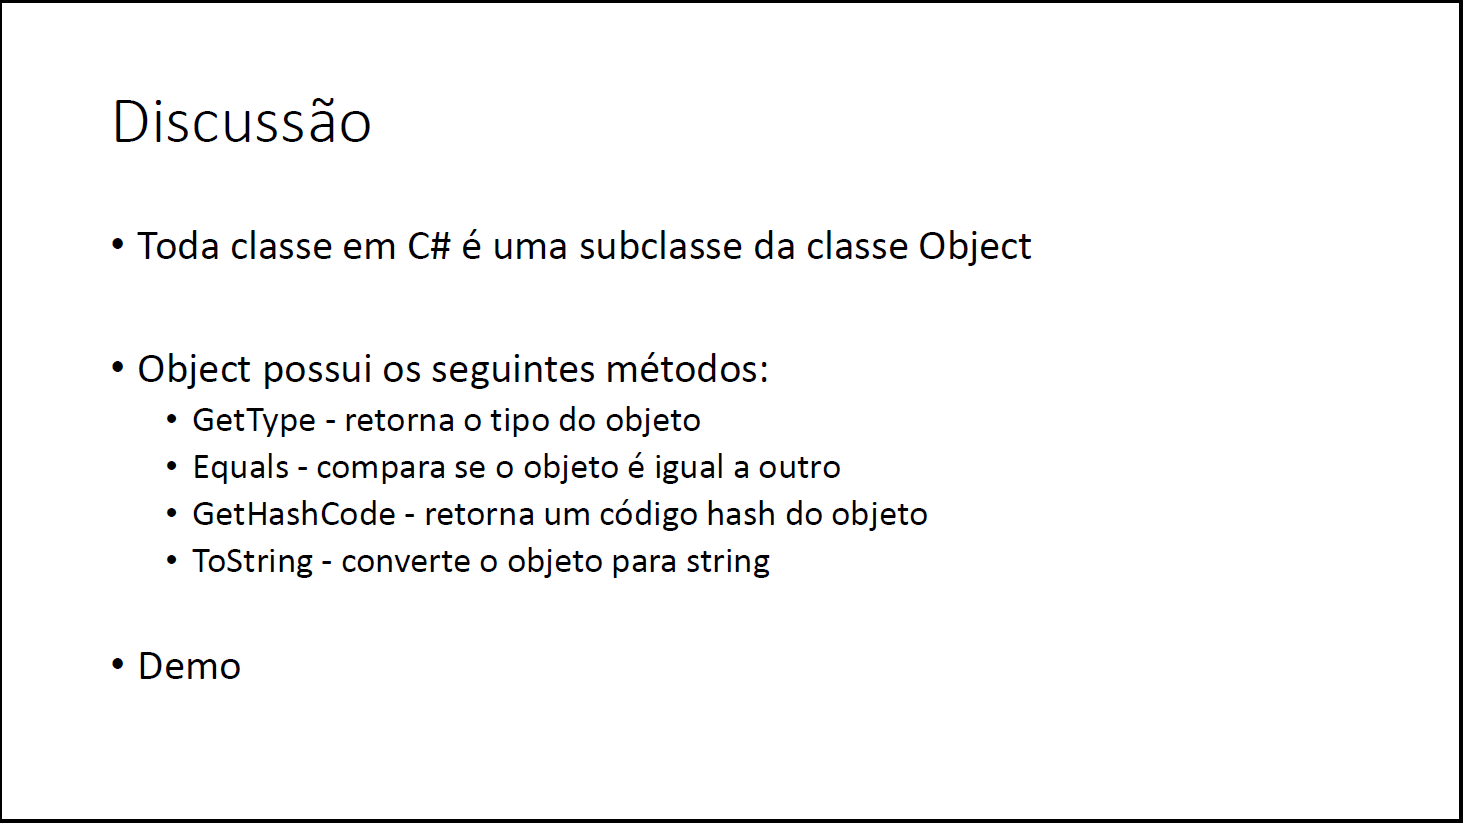 Discussão
• Toda classe em C# é uma subclasse da classe Object
• Object possui os seguintes métodos:
• GetType - retorna o tipo do objeto
• Equals - compara se o objeto é igual a outro
• GetHashCode - retorna um código hash do objeto
• ToString - converte o objeto para string
• Demo